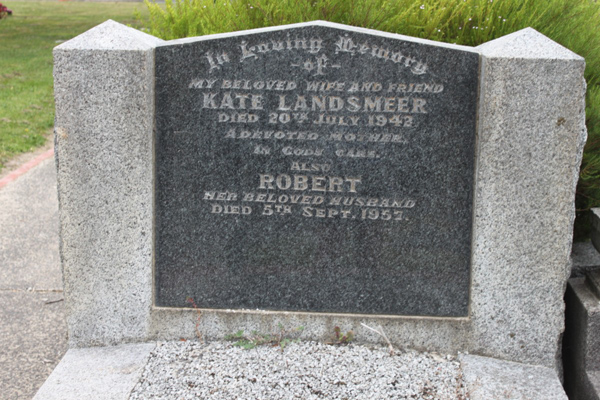 In Loving Memory
- of -
MY BELOVED WIFE AND FRIEND
KATE LANDSMEER
DIED 20TH JULY 1942
A DEVOTED MOTHER.
IN GODS CARE.
ALSO
ROBERT
HER BELOVED HUSBAND
DIED 5TH SEPT. 1957.